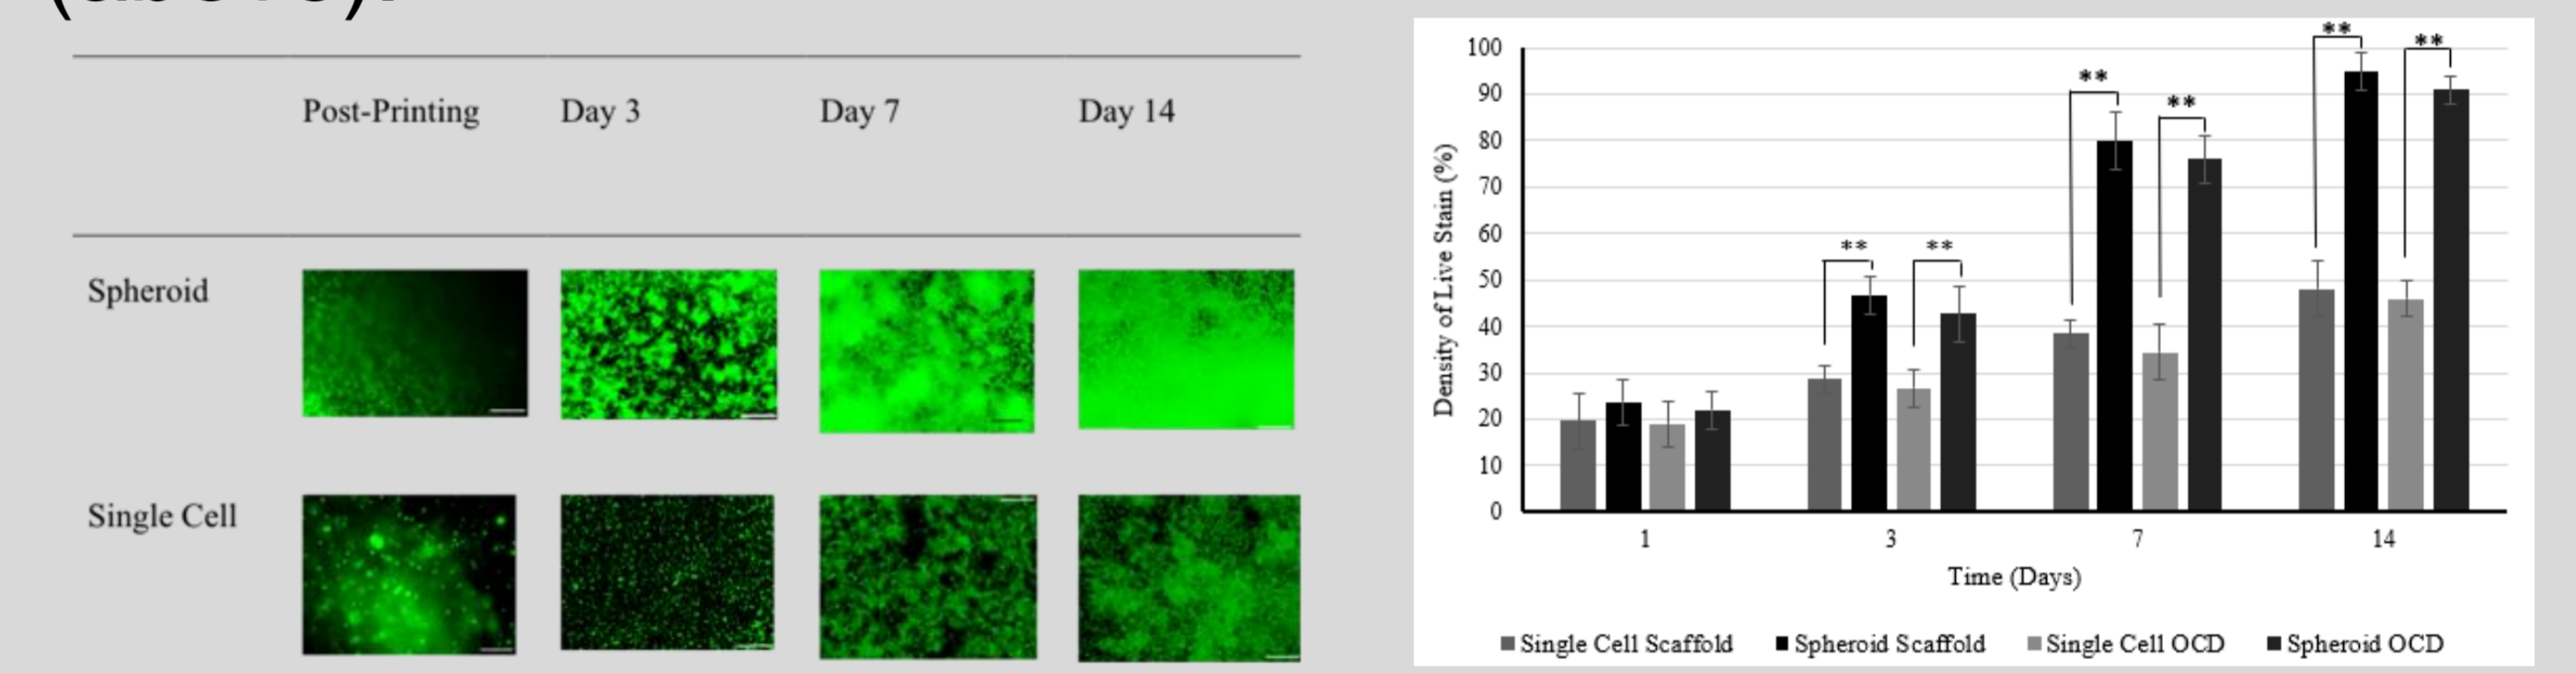 Post-Printing Day 3 Day 7 Day 14
Spheroid
Single Cell
Density of Live Stain (%)
100
90
80
70
60
50
40
30
20
10
0
** ** ** ** ** **
1 3 7 14
Time (Days)
Single Cell Scaffold Spheroid Scaffold Single Cell OCD Spheroid OCD